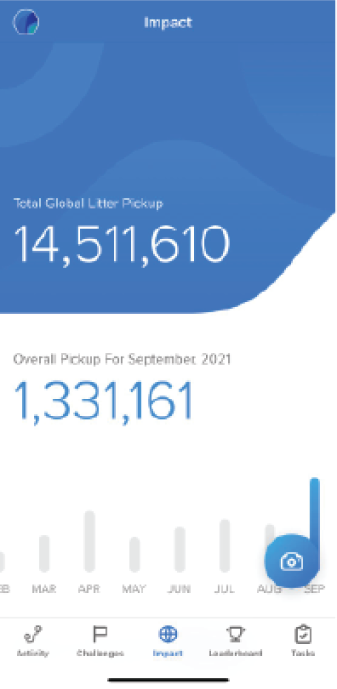 Impact
Total Global Litter Pickup
14,511,610
Overall Pickup For September, 2021
1,331,161
EB MAR APR MAY JUN JUL AUG SEP
Activity Challenges Impact Leaderboard Tasks